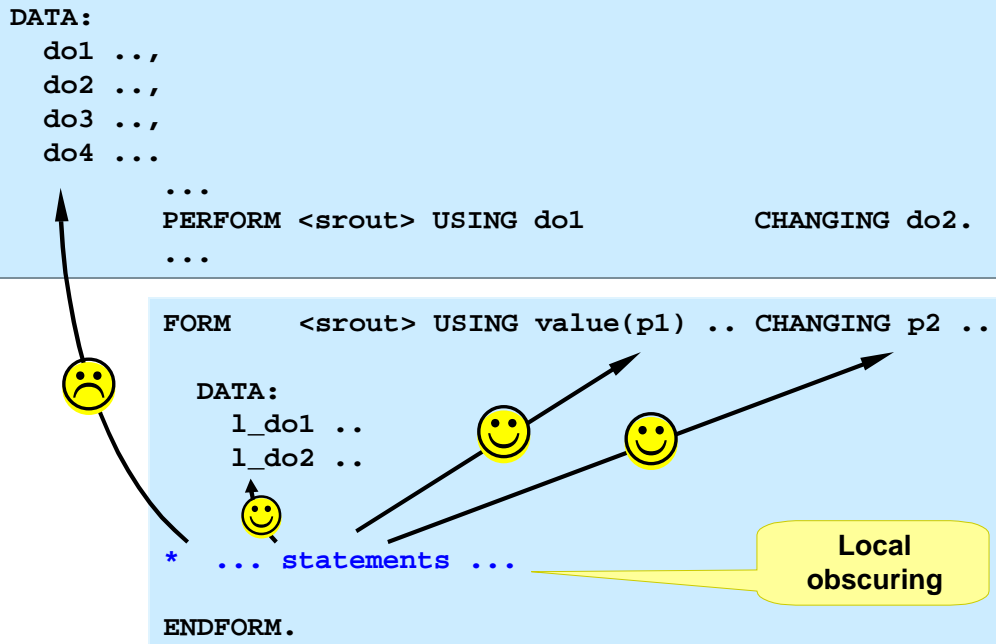 DATA:
do1 ..,
do2 ..,
do3 ..,
do4 ...
...
PERFORM <srout> USING do1 CHANGING do2.
...
FORM <srout> USING value(p1) .. CHANGING p2 ..
DATA:
l_do1 ..
l_do2 ..
* ... statements ...
Local
obscuring
ENDFORM.